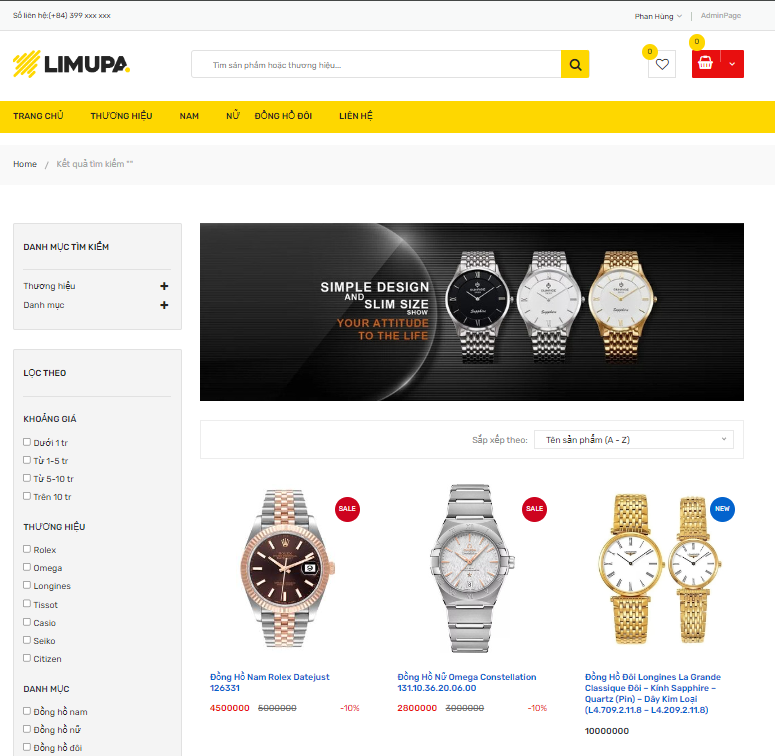 Số liên hệ:(+84) 399 xxx xxx
Phan Hùng
AdminPage
LIMUPA.
Tìm sản phẩm hoặc thương hiệu...
0
0
TRANG CHỦ THƯƠNG HIỆU NAM NỮ ĐỒNG HỒ ĐÔI LIÊN HỆ
Home / Kết quả tìm kiếm ""
DANH MỤC TÌM KIẾM
Thương hiệu +
Danh mục +
LỌC THEO
KHOẢNG GIÁ
Dưới 1 tr
Từ 1-5 tr
Từ 5-10 tr
Trên 10 tr
THƯƠNG HIỆU
Rolex
Omega
Longines
Tissot
Casio
Seiko
Citizen
DANH MỤC
Đồng hồ nam
Đồng hồ nữ
Đồng hồ đôi
SIMPLE DESIGN
AND SLIM SIZE
SHOW
YOUR ATTITUDE
TO THE LIFE
Sapphire
Sapphire
Sapphire
Sắp xếp theo: Tên sản phẩm (A - Z)
SALE
Đồng Hồ Nam Rolex Datejust
126331
4500000 5000000 -10%
SALE
Đồng Hồ Nữ Omega Constellation
131.10.36.20.06.00
2800000 3000000 -10%
NEW
Đồng Hồ Đôi Longines La Grande
Classique Đôi – Kính Sapphire –
Quartz (Pin) – Dây Kim Loại
(L4.709.2.11.8 – L4.209.2.11.8)
10000000